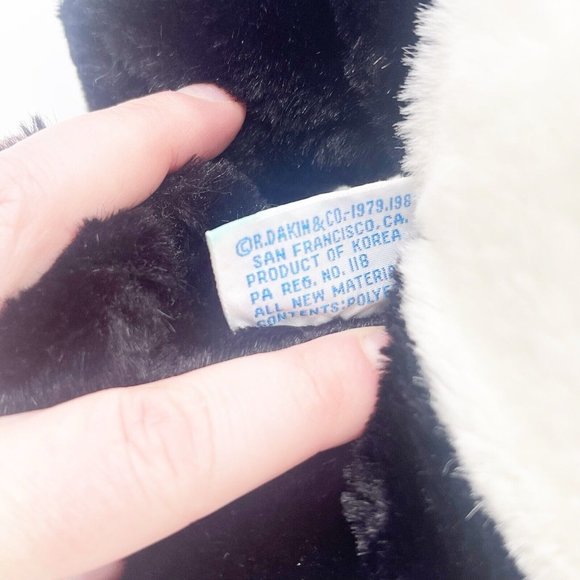 ©R.DAKIN&CO.-1979,198
SAN FRANCISCO, CA.
PRODUCT OF KOREA
PA REG. NO. 118
ALL NEW MATERI
CONTENTS:POLYE